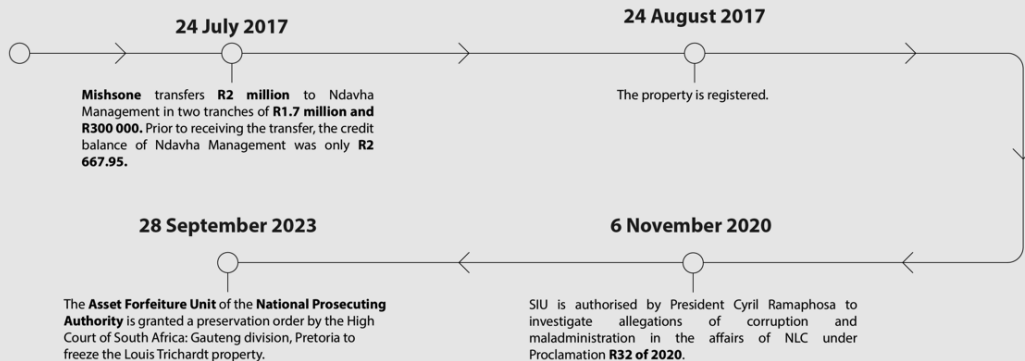 24 July 2017
Mishsone transfers R2 million to Ndavha
Management in two tranches of R1.7 million and
R300 000. Prior to receiving the transfer, the credit
balance of Ndavha Management was only R2
667.95.
24 August 2017
The property is registered.
6 November 2020
SIU is authorised by President Cyril Ramaphosa to
investigate allegations of corruption and
maladministration in the affairs of NLC under
Proclamation R32 of 2020.
28 September 2023
The Asset Forfeiture Unit of the National Prosecuting
Authority is granted a preservation order by the High
Court of South Africa: Gauteng division, Pretoria to
freeze the Louis Trichardt property.